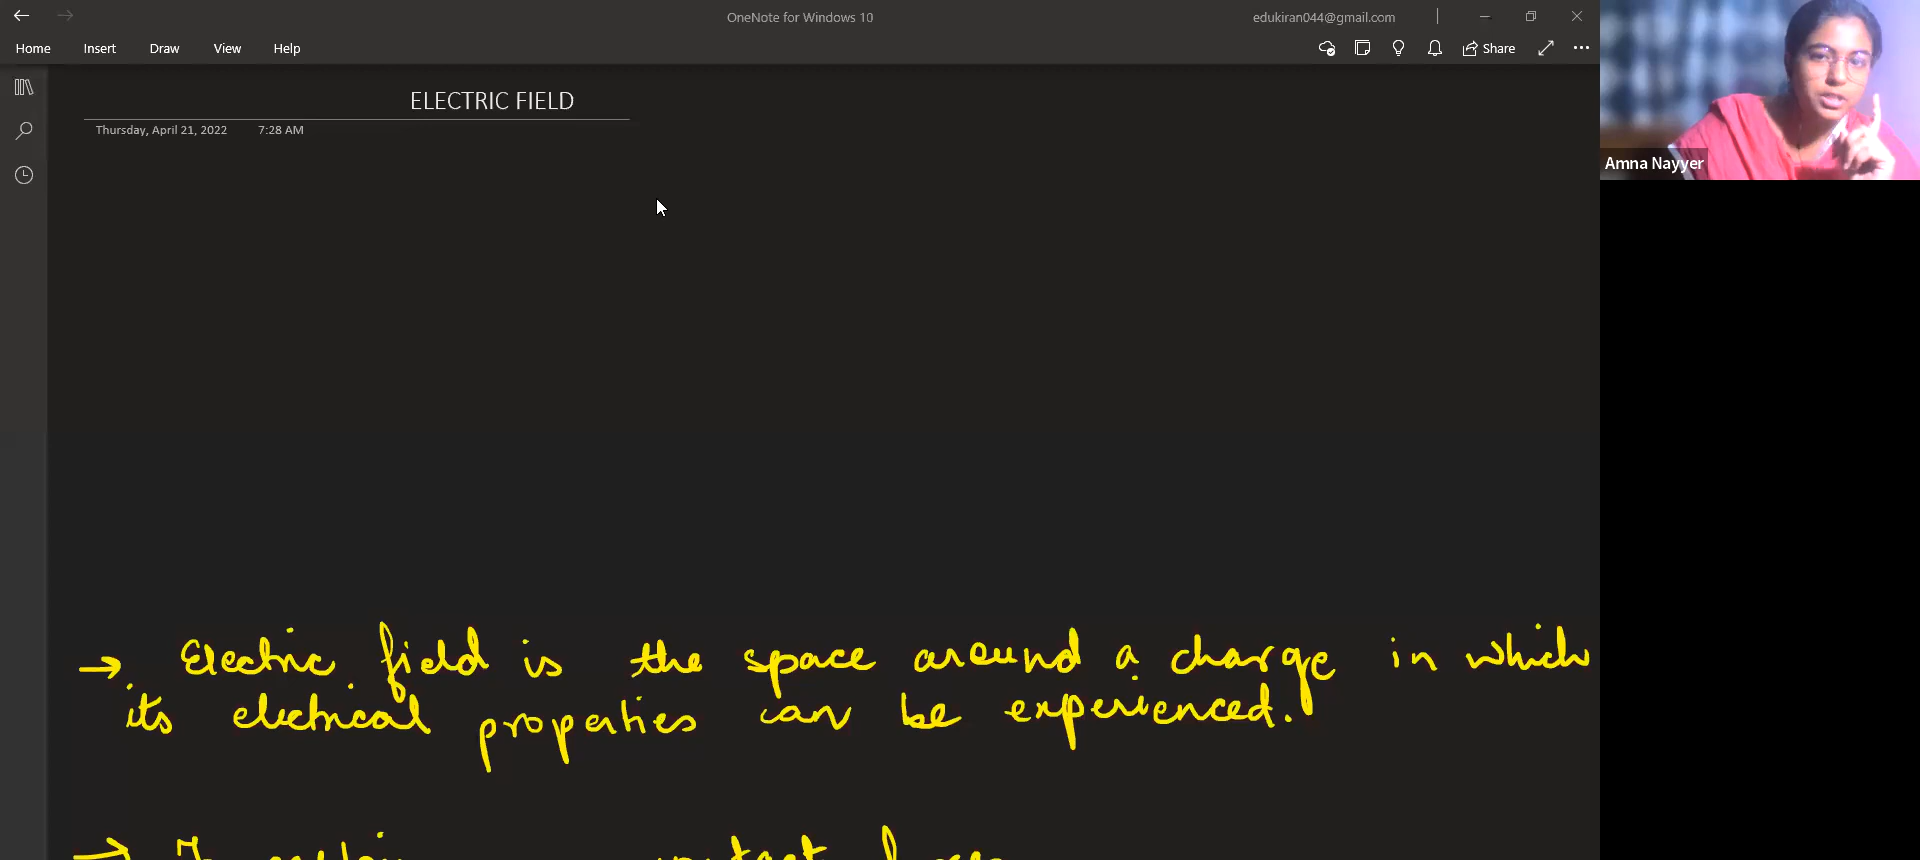 OneNote for Windows 10
edukiran044@gmail.com
Home Insert Draw View Help
Share
Amna Nayyer
ELECTRIC FIELD
Thursday, April 21, 2022 7:28 AM
→ Electric field is the space around a charge in which
its electrical properties can be experienced.